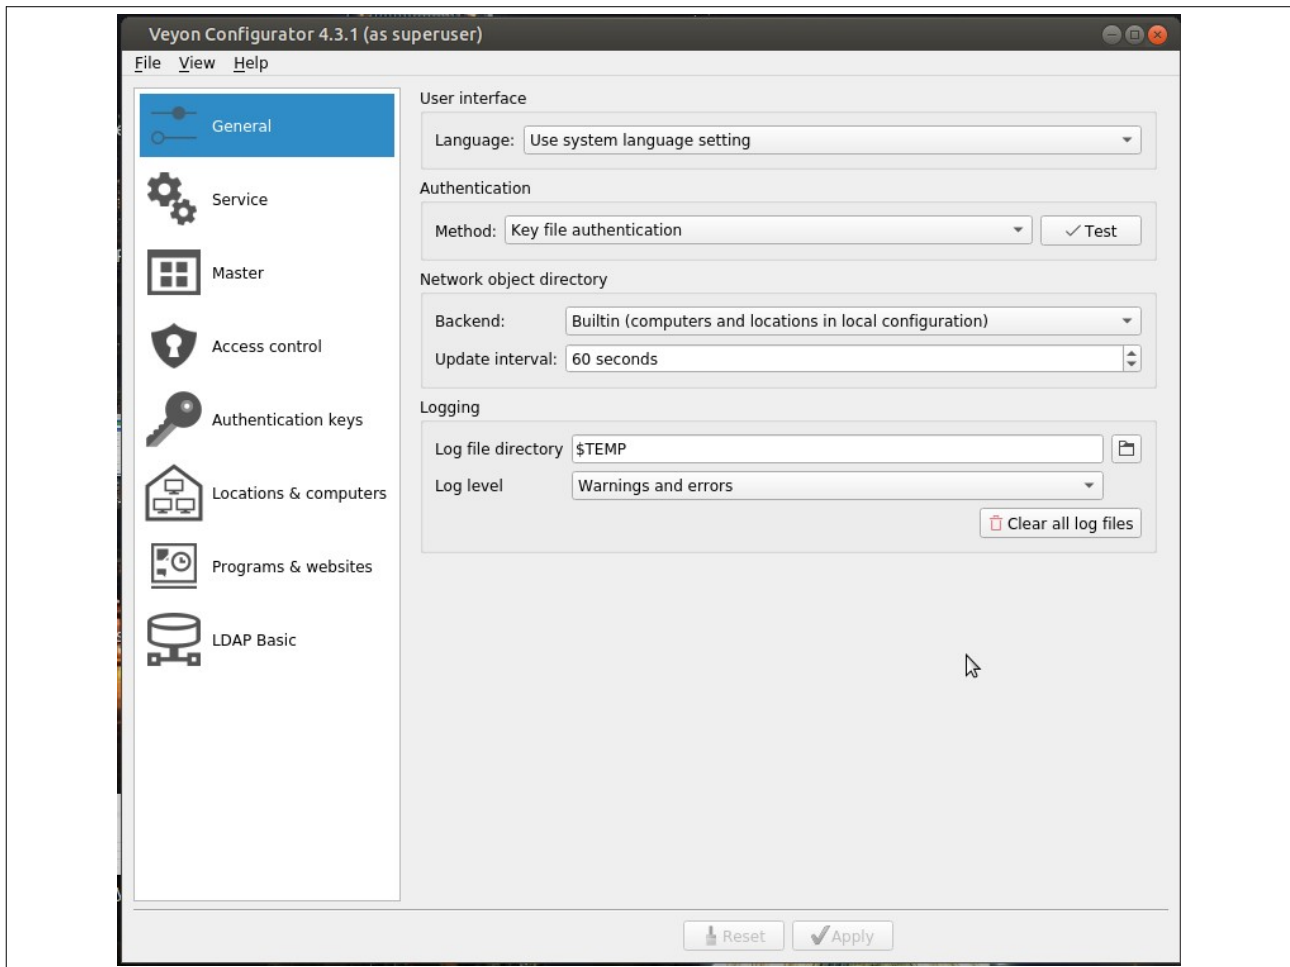 Veyon Configurator 4.3.1 (as superuser)
File View Help
General
Service
Master
Access control
Authentication keys
Locations & computers
Programs & websites
LDAP Basic
User interface
Language: Use system language setting
Authentication
Method: Key file authentication Test
Network object directory
Backend: Builtin (computers and locations in local configuration)
Update interval: 60 seconds
Logging
Log file directory $TEMP
Log level Warnings and errors
Clear all log files
Reset Apply